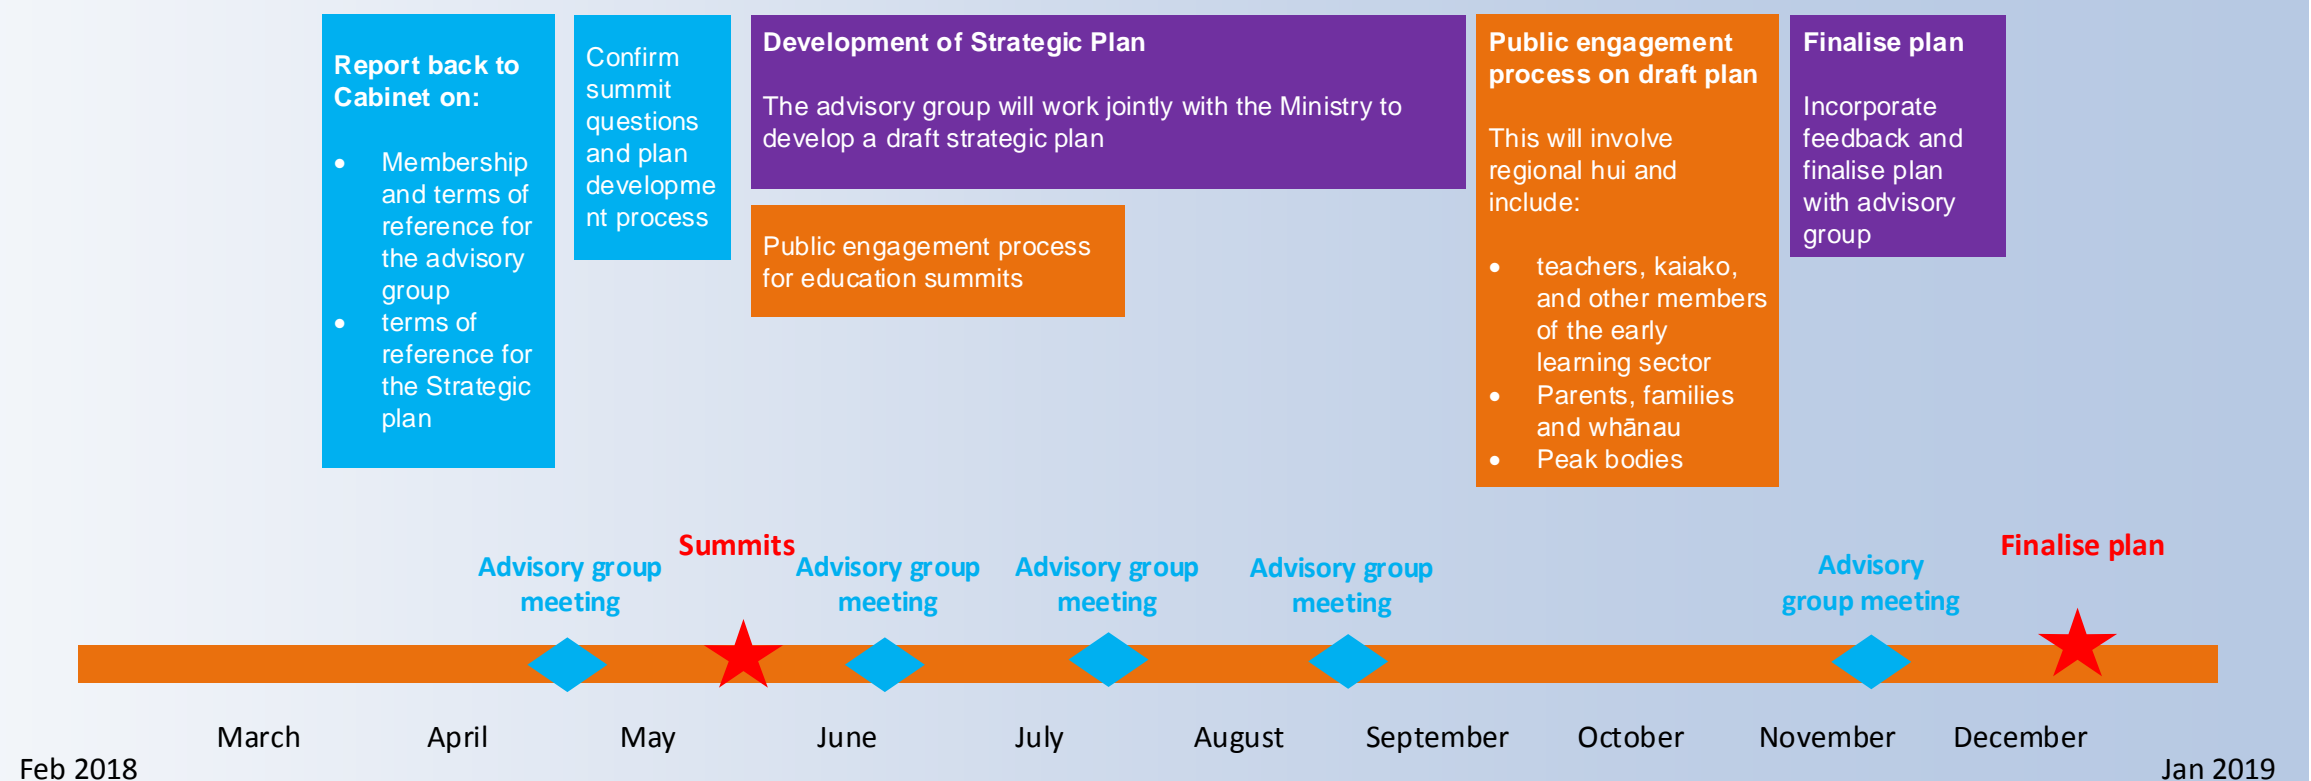 Report back to
Cabinet on:
• Membership
and terms of
reference for
the advisory
group
• terms of
reference for
the Strategic
plan
Confirm
summit
questions
and plan
developme
nt process
Development of Strategic Plan
The advisory group will work jointly with the Ministry to
develop a draft strategic plan
Public engagement process
for education summits
Public engagement
process on draft plan
This will involve
regional hui and
include:
• teachers, kaiako,
and other members
of the early
learning sector
• Parents, families
and whānau
• Peak bodies
Finalise plan
Incorporate
feedback and
finalise plan
with advisory
group
Advisory group
meeting
Summits
Advisory group
meeting
Advisory group
meeting
Advisory group
meeting
Advisory
group meeting
Finalise plan
Feb 2018
March
April
May
June
July
August
September
October
November
December
Jan 2019